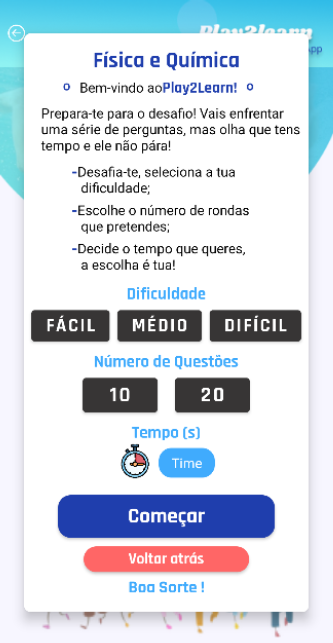 Play2learn
App
Física e Química
Bem-vindo aoPlay2Learn!
Prepara-te para o desafio! Vais enfrentar
uma série de perguntas, mas olha que tens
tempo e ele não pára!
-Desafia-te, seleciona a tua
dificuldade;
-Escolhe o número de rondas
que pretendes;
-Decide o tempo que queres,
a escolha é tua!
Dificuldade
FÁCIL MÉDIO DIFÍCIL
Número de Questões
10 20
Tempo (s)
Time
Começar
Voltar atrás
Boa Sorte !